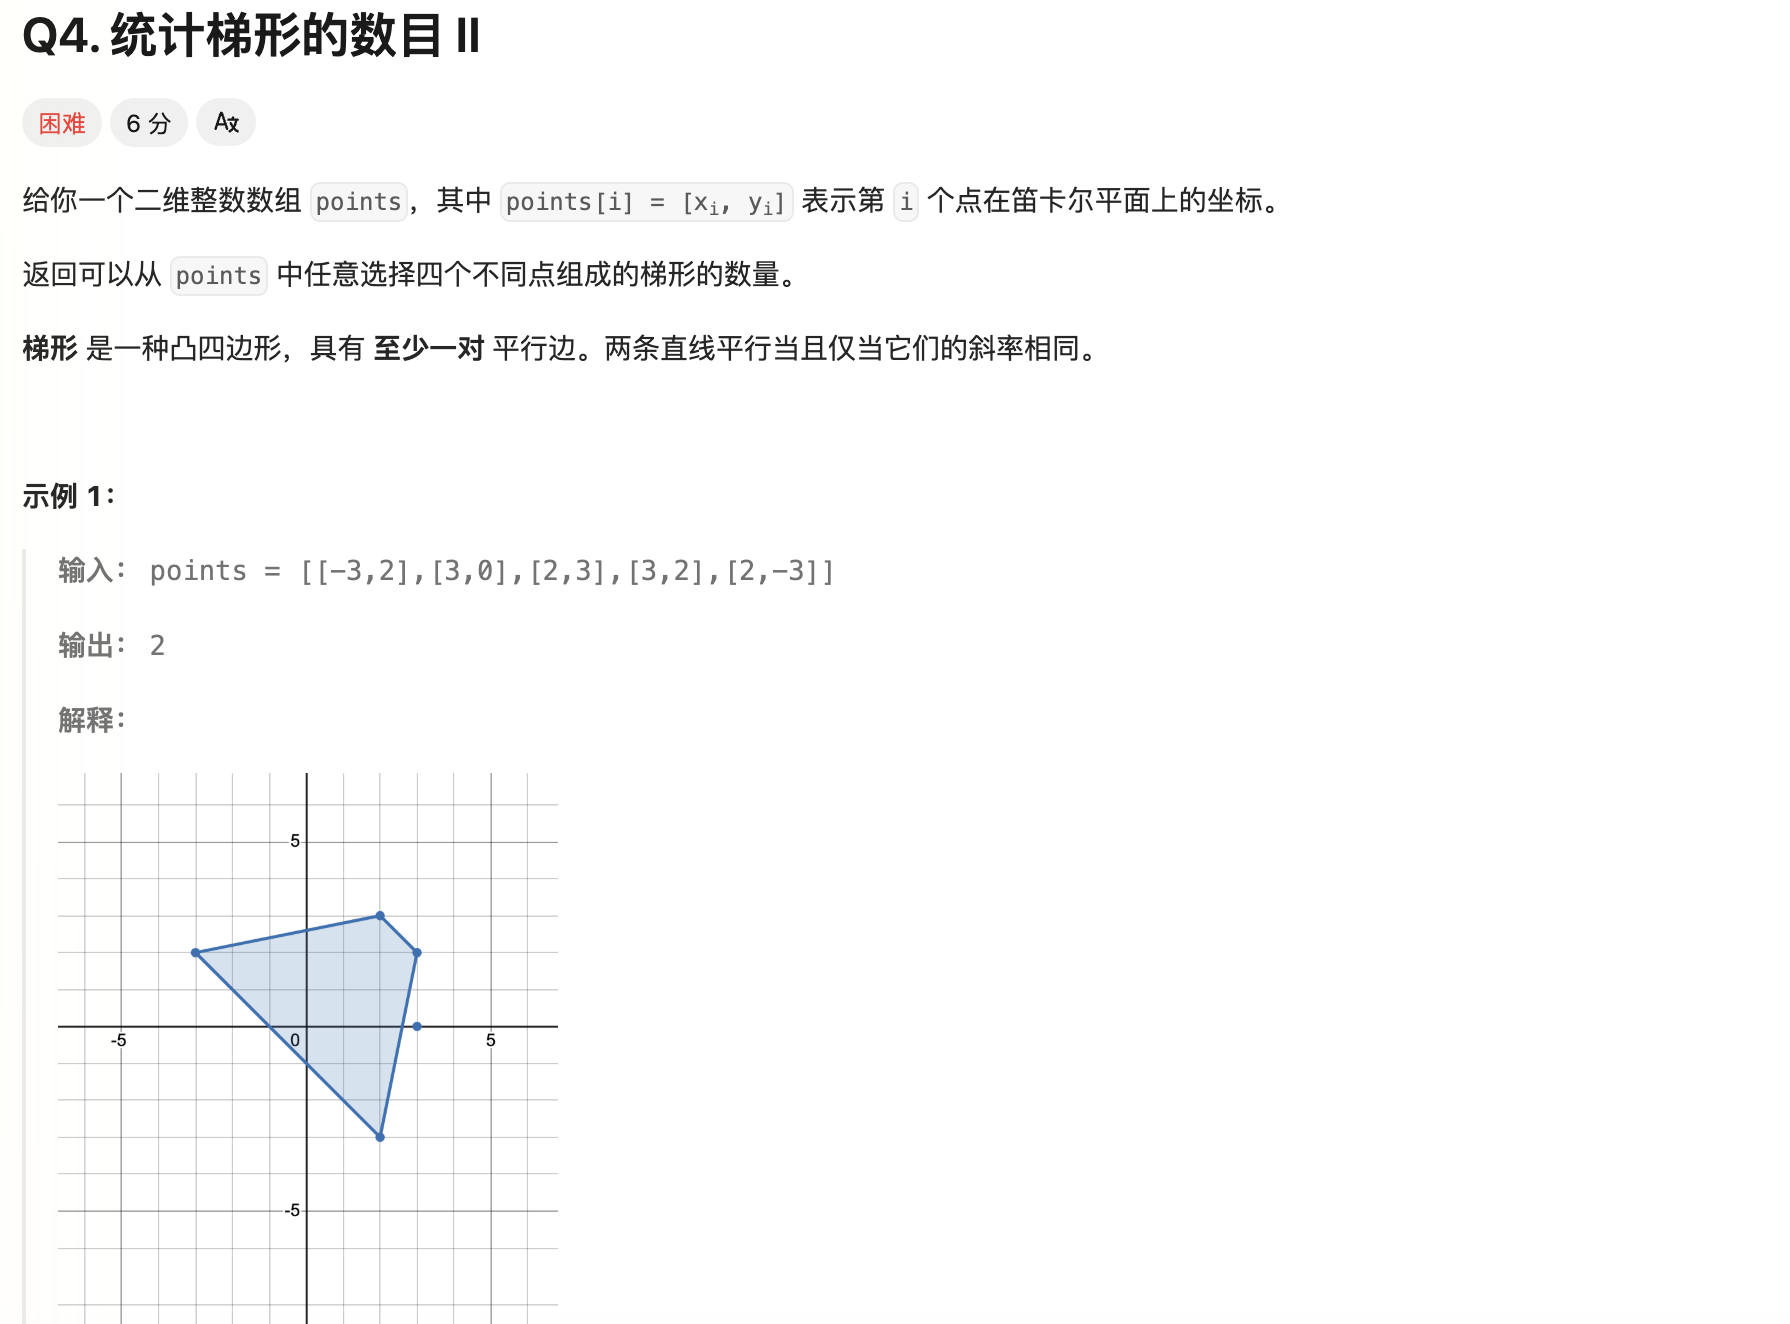 Q4. 统计梯形的数目 II
困难 6 分
给你一个二维整数数组 points，其中 points[i] = [xi, yi] 表示第 i 个点在笛卡尔平面上的坐标。
返回可以从 points 中任意选择四个不同点组成的梯形的数量。
梯形 是一种凸四边形，具有 至少一对 平行边。两条直线平行当且仅当它们的斜率相同。
示例 1：
输入： points = [[-3,2],[3,0],[2,3],[3,2],[2,-3]]
输出： 2
解释：
5
-5 0 5
-5